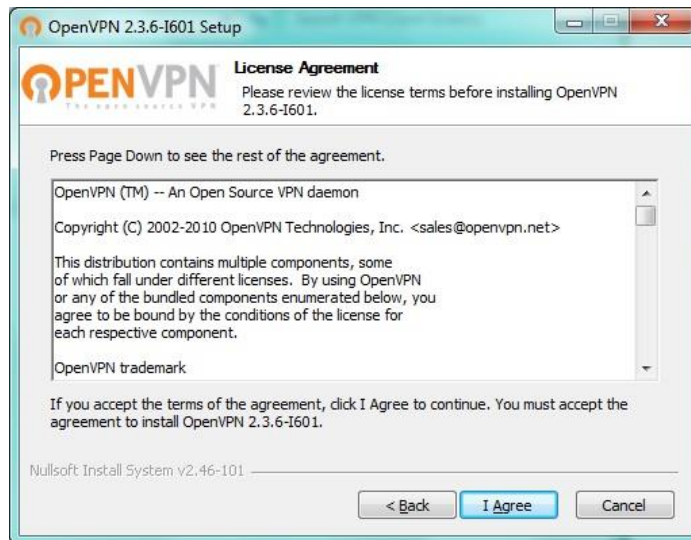 OpenVPN 2.3.6-I601 Setup
OPENVPN
The open source VPN
License Agreement
Please review the license terms before installing OpenVPN
2.3.6-I601.
Press Page Down to see the rest of the agreement.
OpenVPN (TM) -- An Open Source VPN daemon
Copyright (C) 2002-2010 OpenVPN Technologies, Inc. <sales@openvpn.net>
This distribution contains multiple components, some
of which fall under different licenses.  By using OpenVPN
or any of the bundled components enumerated below, you
agree to be bound by the conditions of the license for
each respective component.
OpenVPN trademark
If you accept the terms of the agreement, click I Agree to continue. You must accept the
agreement to install OpenVPN 2.3.6-I601.
Nullsoft Install System v2.46-101
< Back
I Agree
Cancel